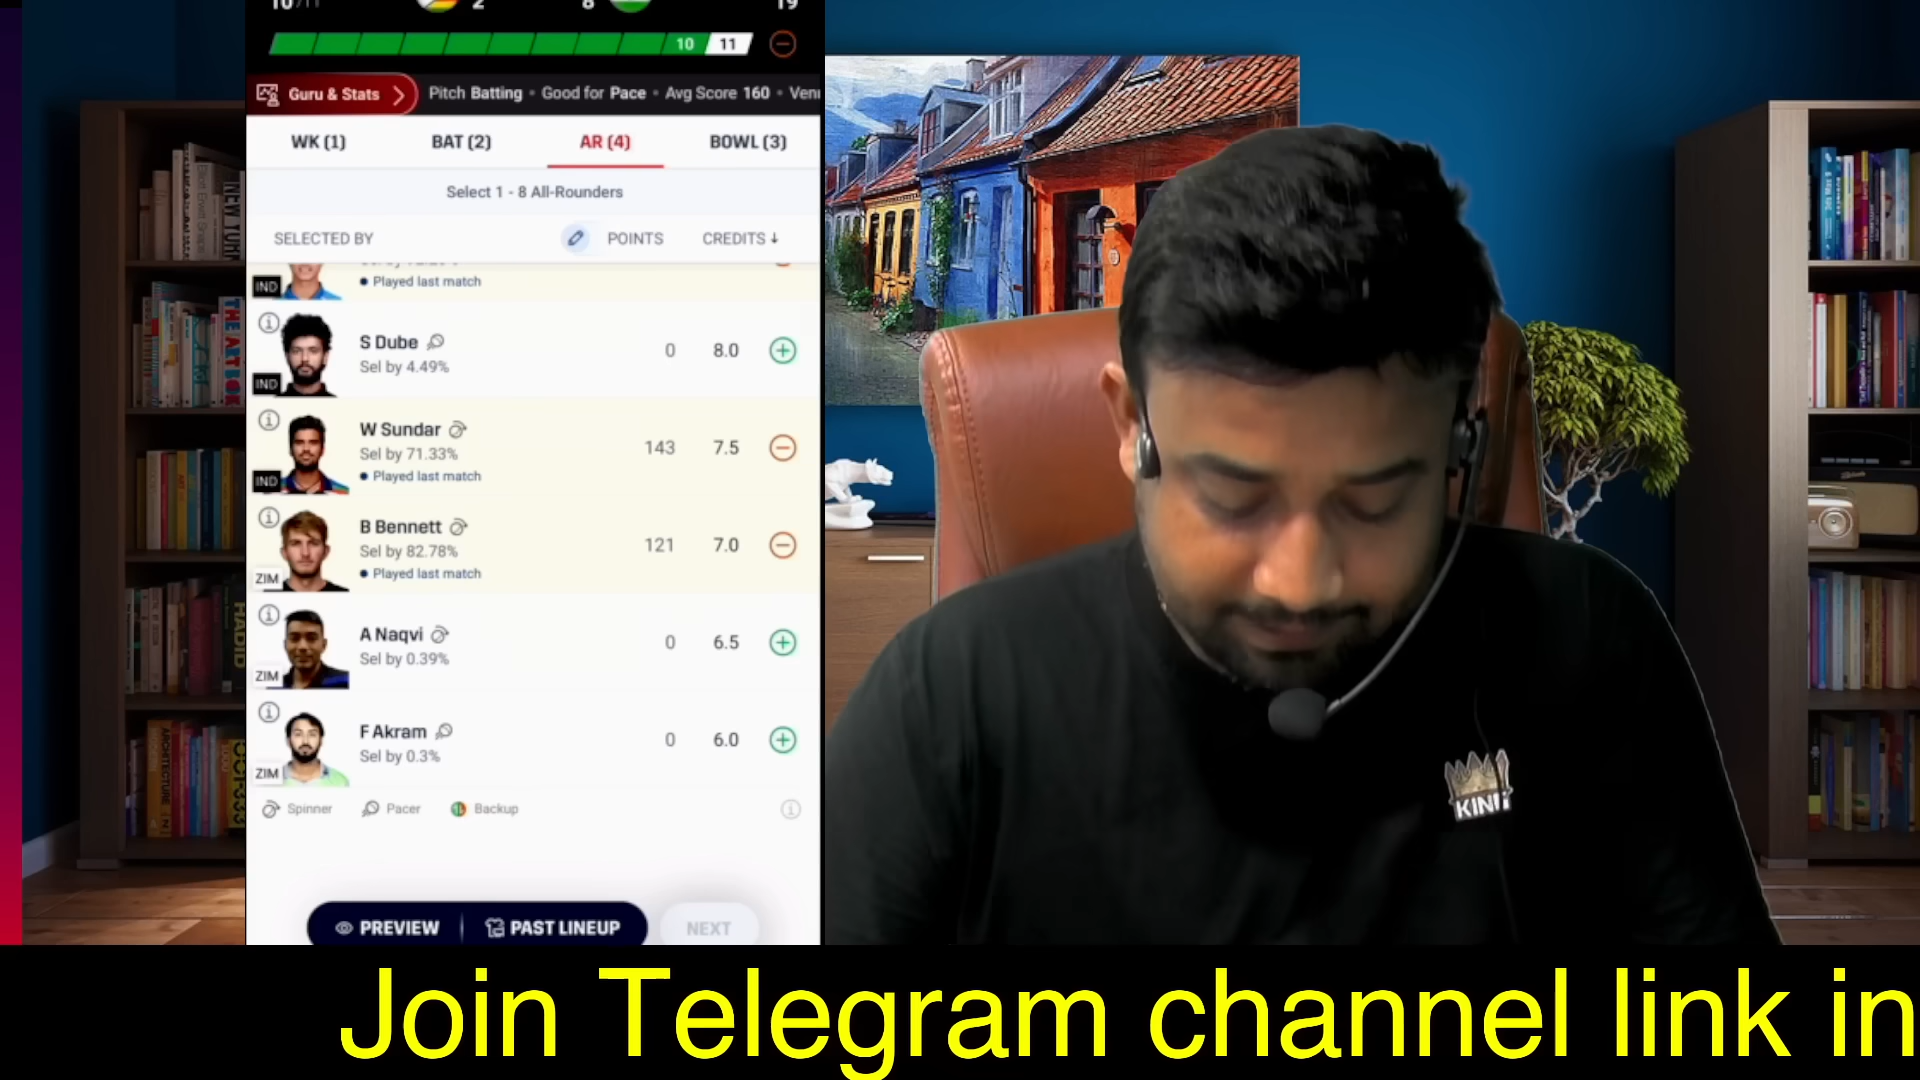 10/11 2 8 19
10 11
Guru & Stats Pitch Batting • Good for Pace • Avg Score 160 • Ven
WK (1) BAT (2) AR (4) BOWL (3)
Select 1 - 8 All-Rounders
SELECTED BY POINTS CREDITS ↓
IND • Played last match
S Dube
Sel by 4.49% 0 8.0
IND
W Sundar
Sel by 71.33% 143 7.5
IND • Played last match
B Bennett
Sel by 82.78% 121 7.0
ZIM • Played last match
A Naqvi
Sel by 0.39% 0 6.5
ZIM
F Akram
Sel by 0.3% 0 6.0
ZIM
Spinner Pacer Backup
PREVIEW PAST LINEUP NEXT
KING
Join Telegram channel link in